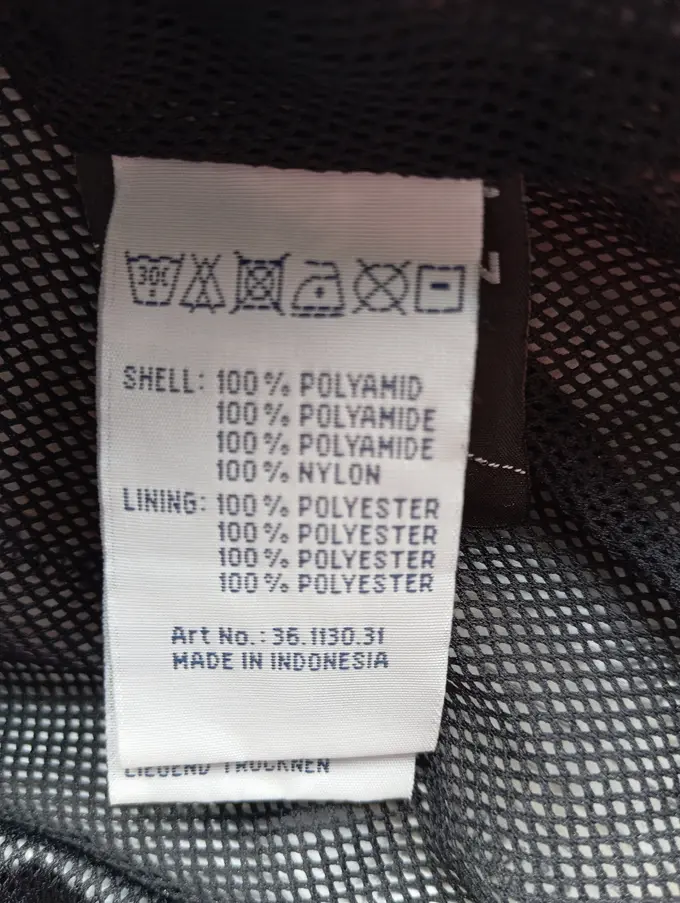 30C
SHELL: 100% POLYAMID
100% POLYAMIDE
100% POLYAMIDE
100% NYLON
LINING: 100% POLYESTER
100% POLYESTER
100% POLYESTER
100% POLYESTER
Art No.: 36.1130.31
MADE IN INDONESIA
LIEGEND TROCKNEN